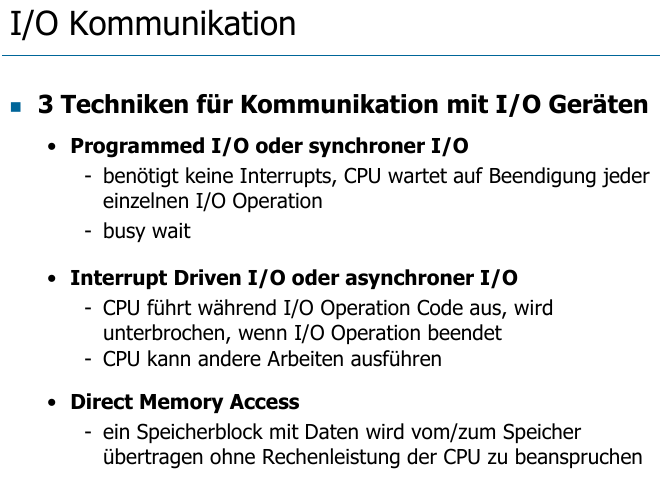 I/O Kommunikation
■ 3 Techniken für Kommunikation mit I/O Geräten
• Programmed I/O oder synchroner I/O
- benötigt keine Interrupts, CPU wartet auf Beendigung jeder
einzelnen I/O Operation
- busy wait
• Interrupt Driven I/O oder asynchroner I/O
- CPU führt während I/O Operation Code aus, wird
unterbrochen, wenn I/O Operation beendet
- CPU kann andere Arbeiten ausführen
• Direct Memory Access
- ein Speicherblock mit Daten wird vom/zum Speicher
übertragen ohne Rechenleistung der CPU zu beanspruchen